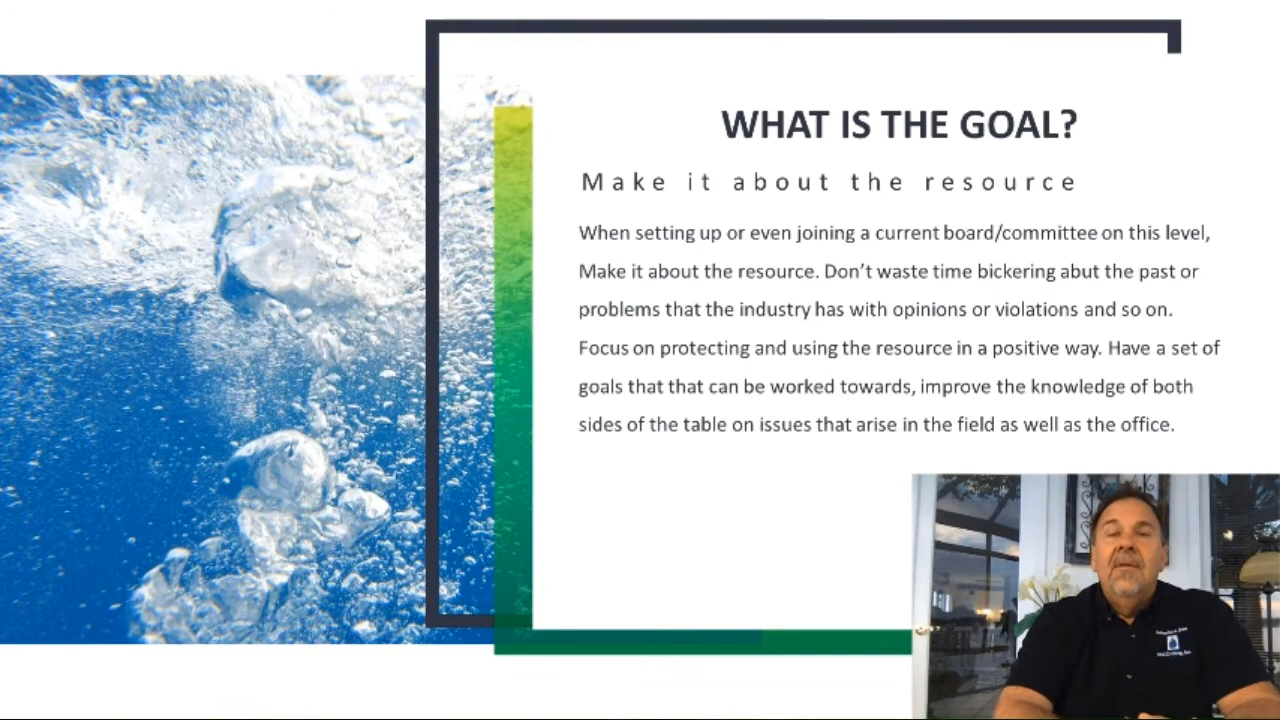 WHAT IS THE GOAL?
Make it about the resource
When setting up or even joining a current board/committee on this level,
Make it about the resource. Don’t waste time bickering abut the past or
problems that the industry has with opinions or violations and so on.
Focus on protecting and using the resource in a positive way. Have a set of
goals that that can be worked towards, improve the knowledge of both
sides of the table on issues that arise in the field as well as the office.